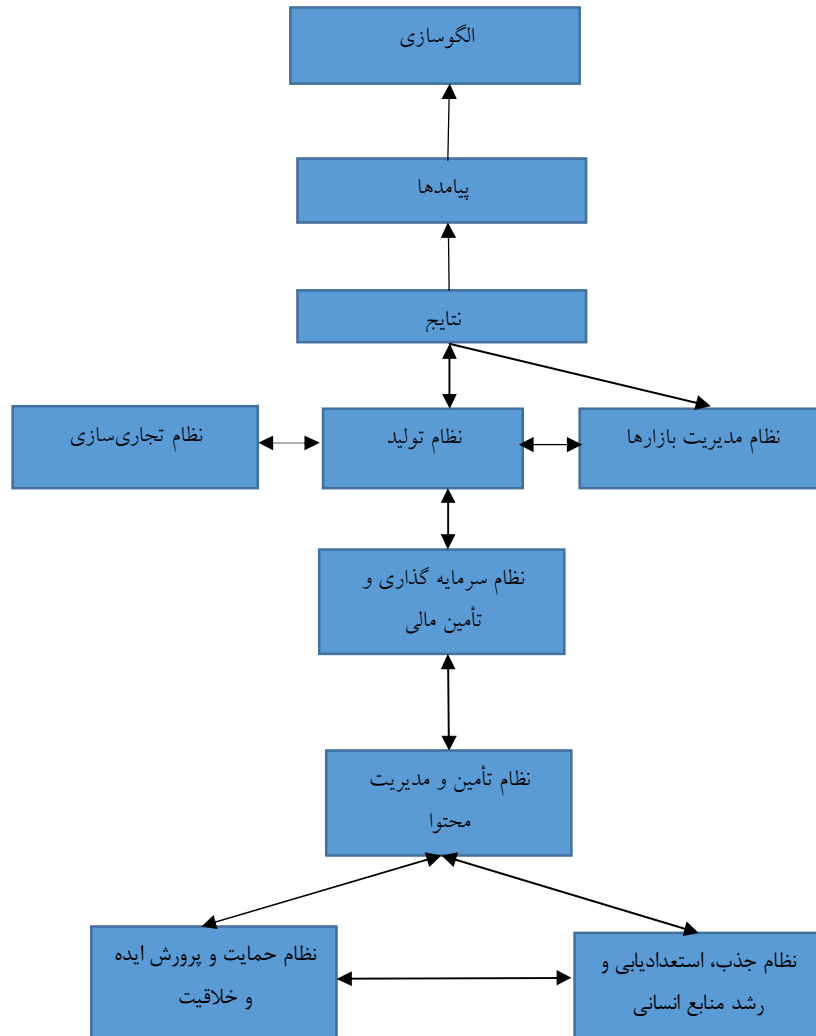 الگوسازی
پیامدها
نتایج
نظام مدیریت بازارها
نظام تولید
نظام تجاری‌سازی
نظام سرمایه گذاری و
تأمین مالی
نظام تأمین و مدیریت
محتوا
نظام جذب، استعدادیابی و
رشد منابع انسانی
نظام حمایت و پرورش ایده
و خلاقیت